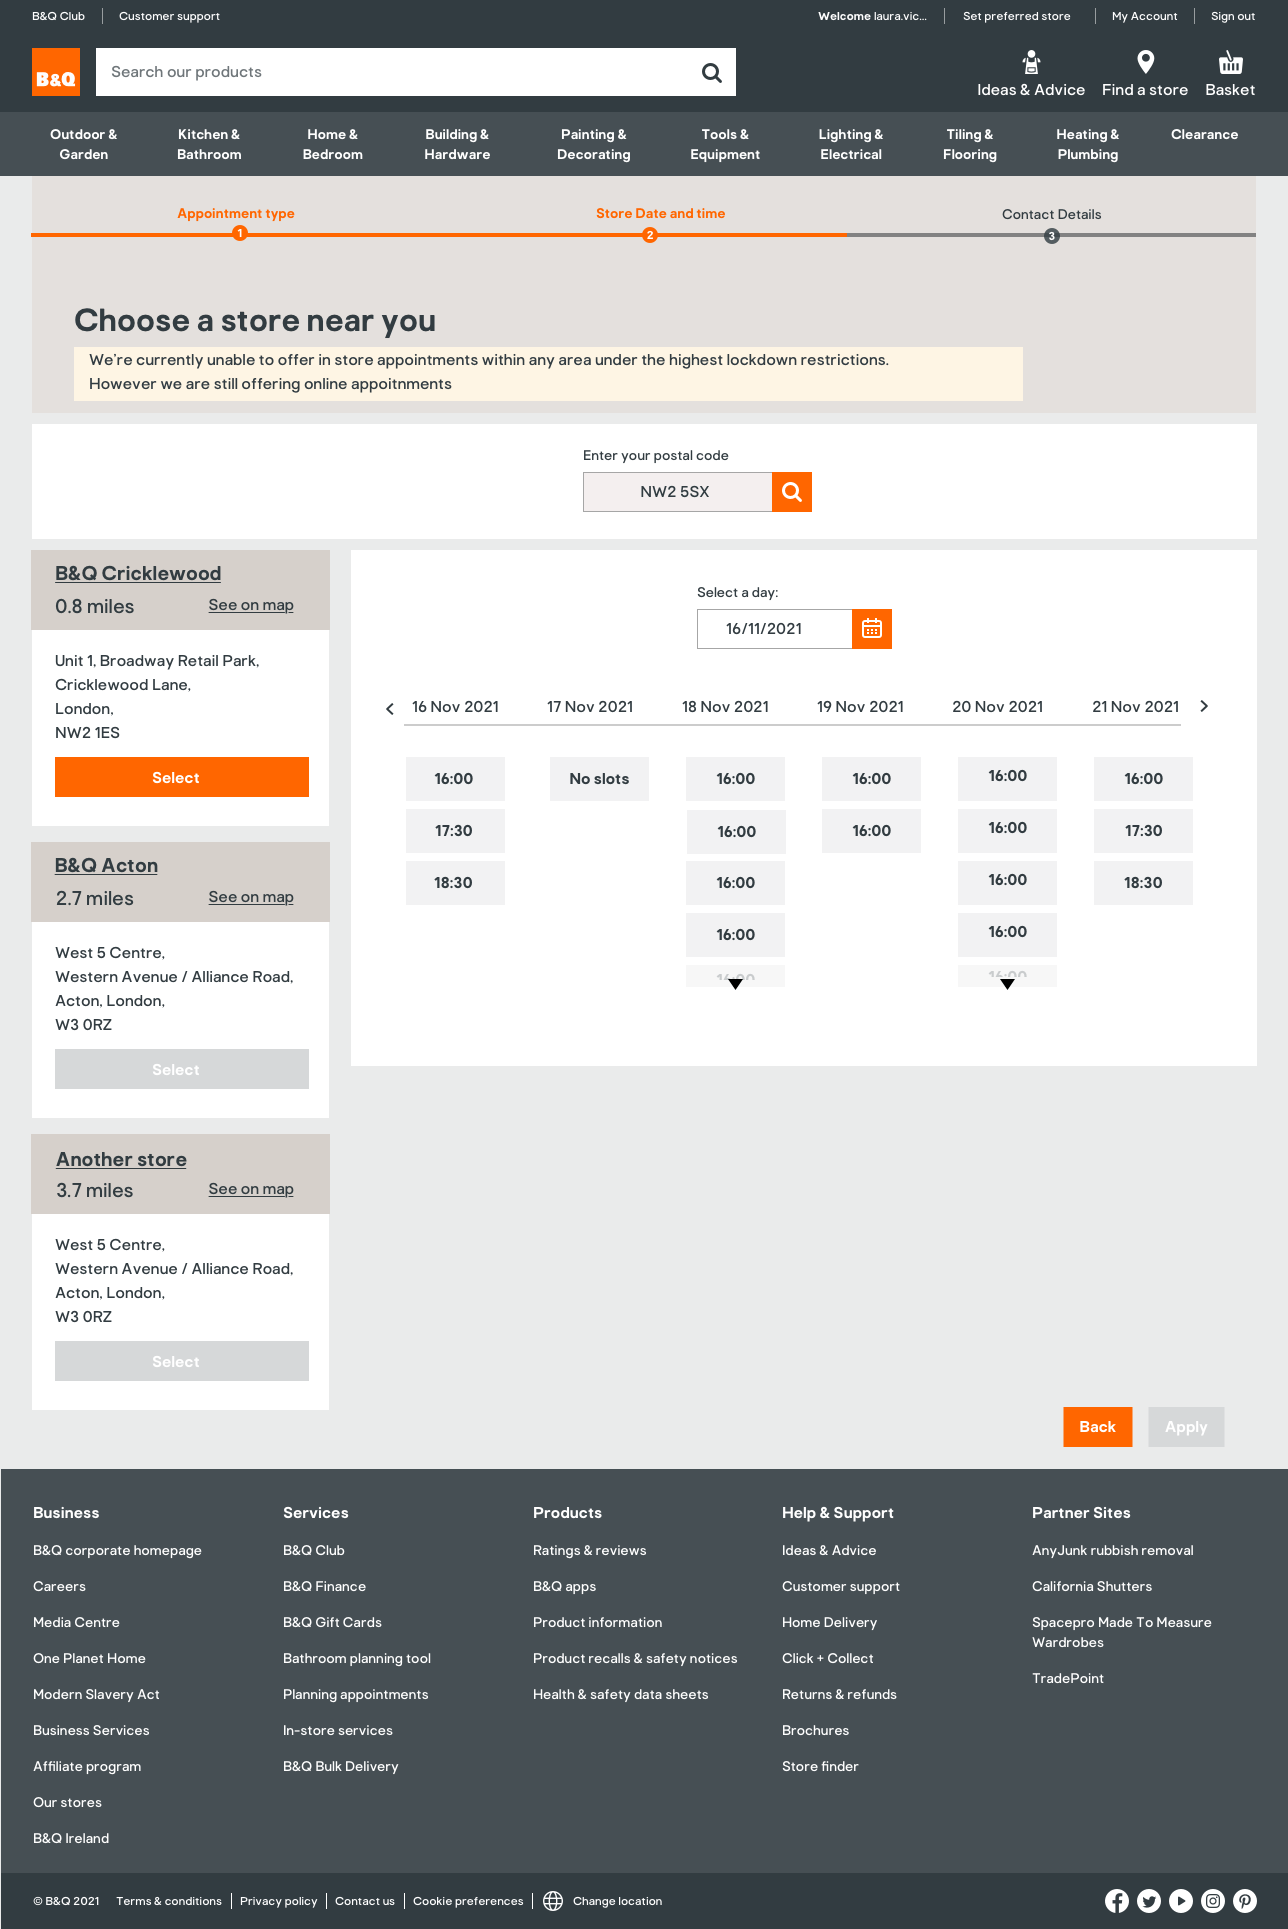 B&Q Club
Customer support
Welcome laura.vic...
Set preferred store
My Account
Sign out
B&Q
Search our products
Ideas & Advice
Find a store
Basket
Outdoor &
Garden
Kitchen &
Bathroom
Home &
Bedroom
Building &
Hardware
Painting &
Decorating
Tools &
Equipment
Lighting &
Electrical
Tiling &
Flooring
Heating &
Plumbing
Clearance
Appointment type
1
Store Date and time
2
Contact Details
3
Choose a store near you
We're currently unable to offer in store appointments within any area under the highest lockdown restrictions.
However we are still offering online appoitnments
Enter your postal code
NW2 5SX
B&Q Cricklewood
0.8 miles
See on map
Unit 1, Broadway Retail Park,
Cricklewood Lane,
London,
NW2 1ES
Select
B&Q Acton
2.7 miles
See on map
West 5 Centre,
Western Avenue / Alliance Road,
Acton, London,
W3 0RZ
Select
Another store
3.7 miles
See on map
West 5 Centre,
Western Avenue / Alliance Road,
Acton, London,
W3 0RZ
Select
Select a day:
16/11/2021
16 Nov 2021
17 Nov 2021
18 Nov 2021
19 Nov 2021
20 Nov 2021
21 Nov 2021
16:00
No slots
16:00
16:00
16:00
16:00
17:30
16:00
16:00
16:00
17:30
18:30
16:00
16:00
18:30
16:00
16:00
16:00
16:00
Back
Apply
Business
B&Q corporate homepage
Careers
Media Centre
One Planet Home
Modern Slavery Act
Business Services
Affiliate program
Our stores
B&Q Ireland
Services
B&Q Club
B&Q Finance
B&Q Gift Cards
Bathroom planning tool
Planning appointments
In-store services
B&Q Bulk Delivery
Products
Ratings & reviews
B&Q apps
Product information
Product recalls & safety notices
Health & safety data sheets
Help & Support
Ideas & Advice
Customer support
Home Delivery
Click + Collect
Returns & refunds
Brochures
Store finder
Partner Sites
AnyJunk rubbish removal
California Shutters
Spacepro Made To Measure
Wardrobes
TradePoint
© B&Q 2021
Terms & conditions
Privacy policy
Contact us
Cookie preferences
Change location